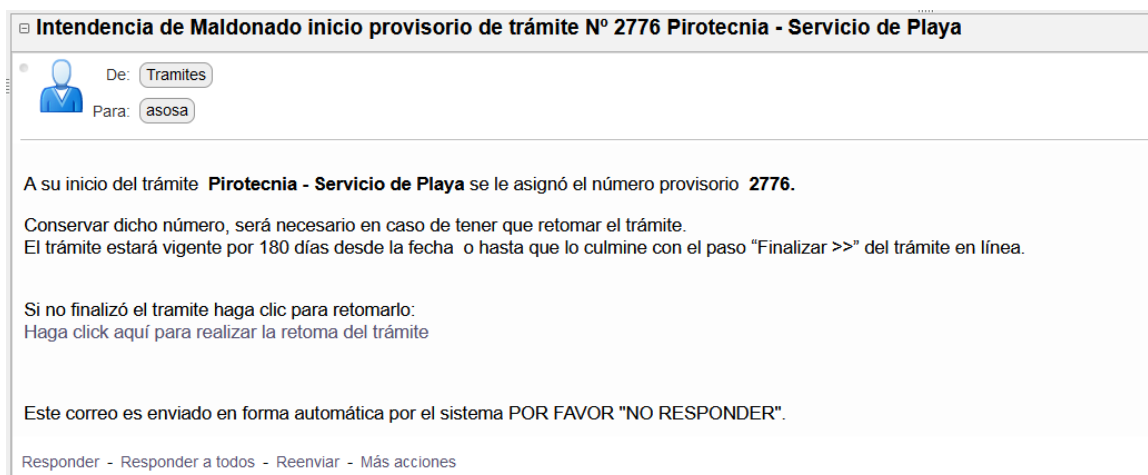 Intendencia de Maldonado inicio provisorio de trámite Nº 2776 Pirotecnia - Servicio de Playa
De: Tramites
Para: asosa
A su inicio del trámite Pirotecnia - Servicio de Playa se le asignó el número provisorio 2776.
Conservar dicho número, será necesario en caso de tener que retomar el trámite.
El trámite estará vigente por 180 días desde la fecha o hasta que lo culmine con el paso “Finalizar >>” del trámite en línea.
Si no finalizó el tramite haga clic para retomarlo:
Haga click aquí para realizar la retoma del trámite
Este correo es enviado en forma automática por el sistema POR FAVOR "NO RESPONDER".
Responder - Responder a todos - Reenviar - Más acciones